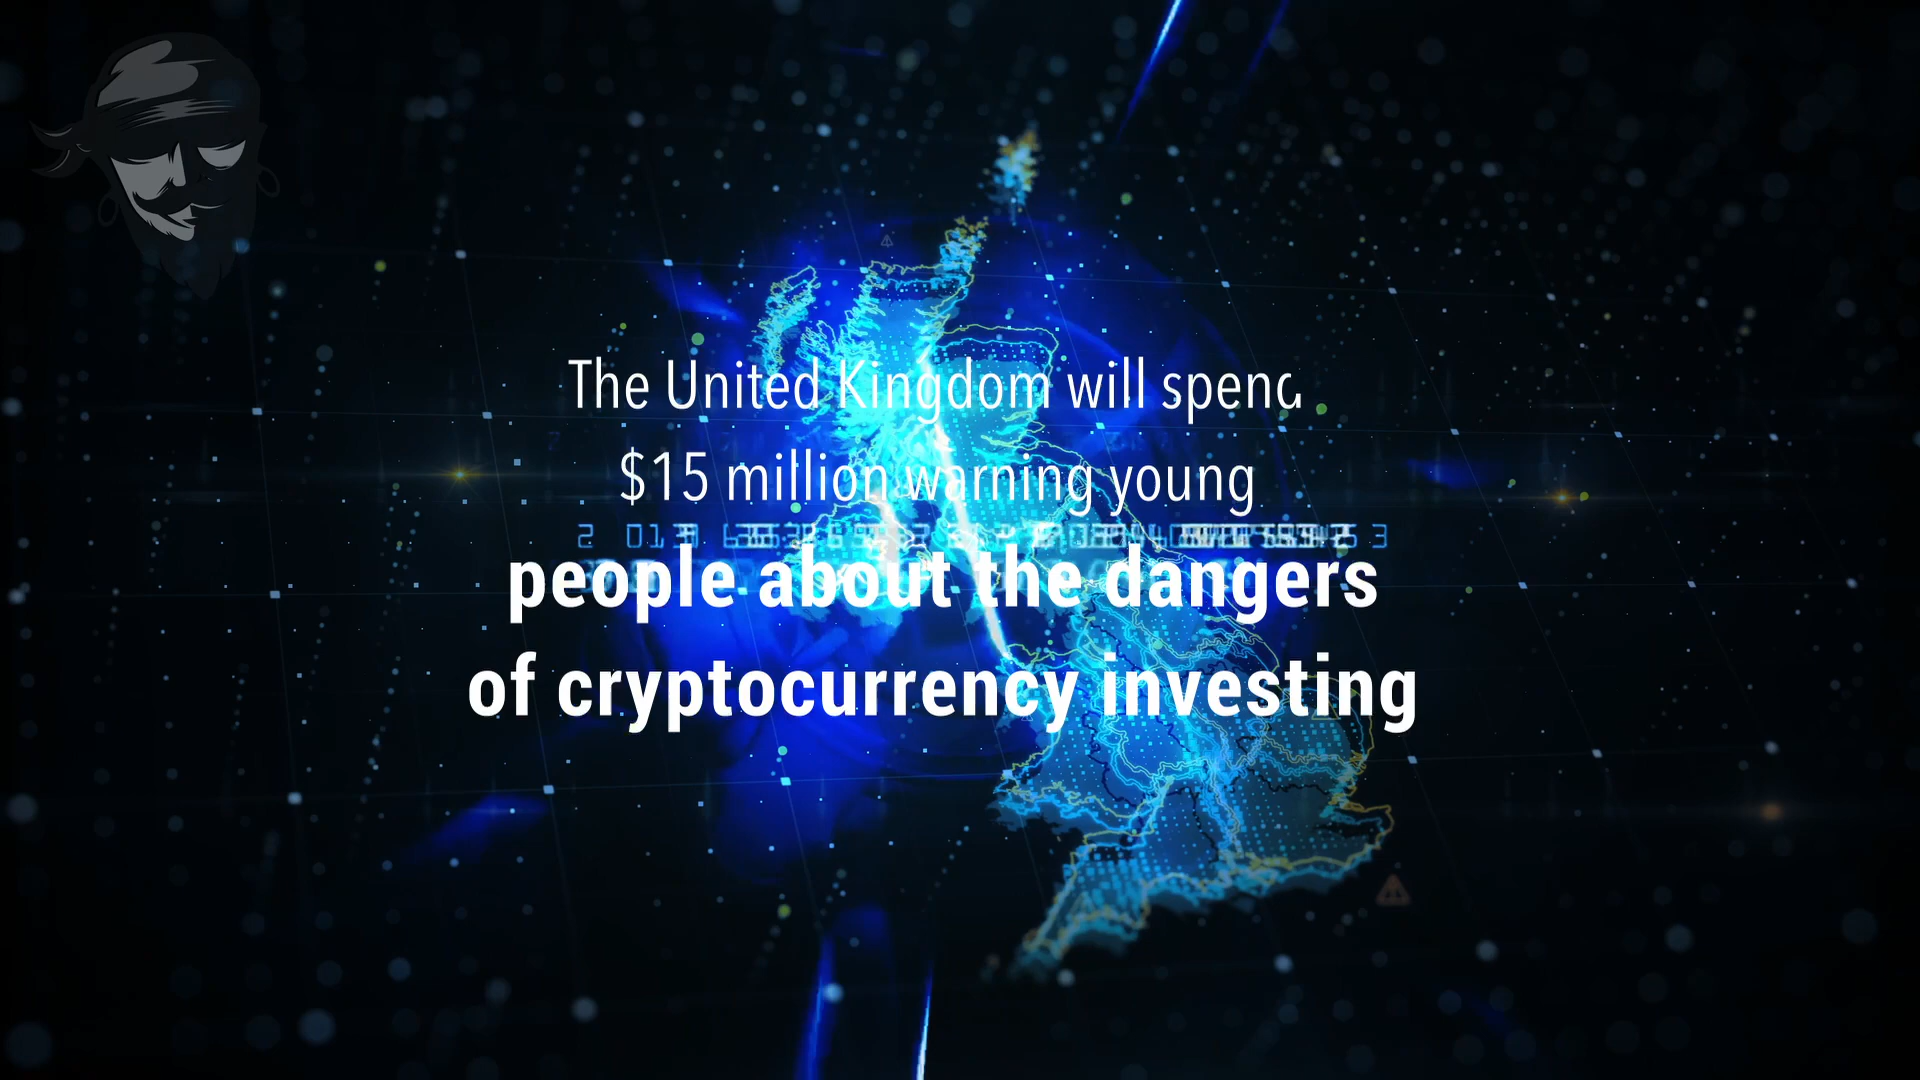 The United Kingdom will spend
$15 million warning young
people about the dangers
of cryptocurrency investing